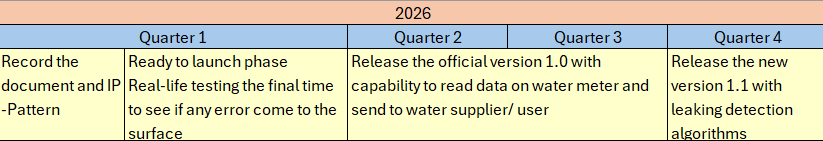 2026
Quarter 1
Quarter 2
Quarter 3
Quarter 4
Record the
document and IP
-Pattern
Ready to launch phase
Real-life testing the final time
to see if any error come to the
surface
Release the official version 1.0 with
capability to read data on water meter and
send to water supplier/ user
Release the new
version 1.1 with
leaking detection
algorithms